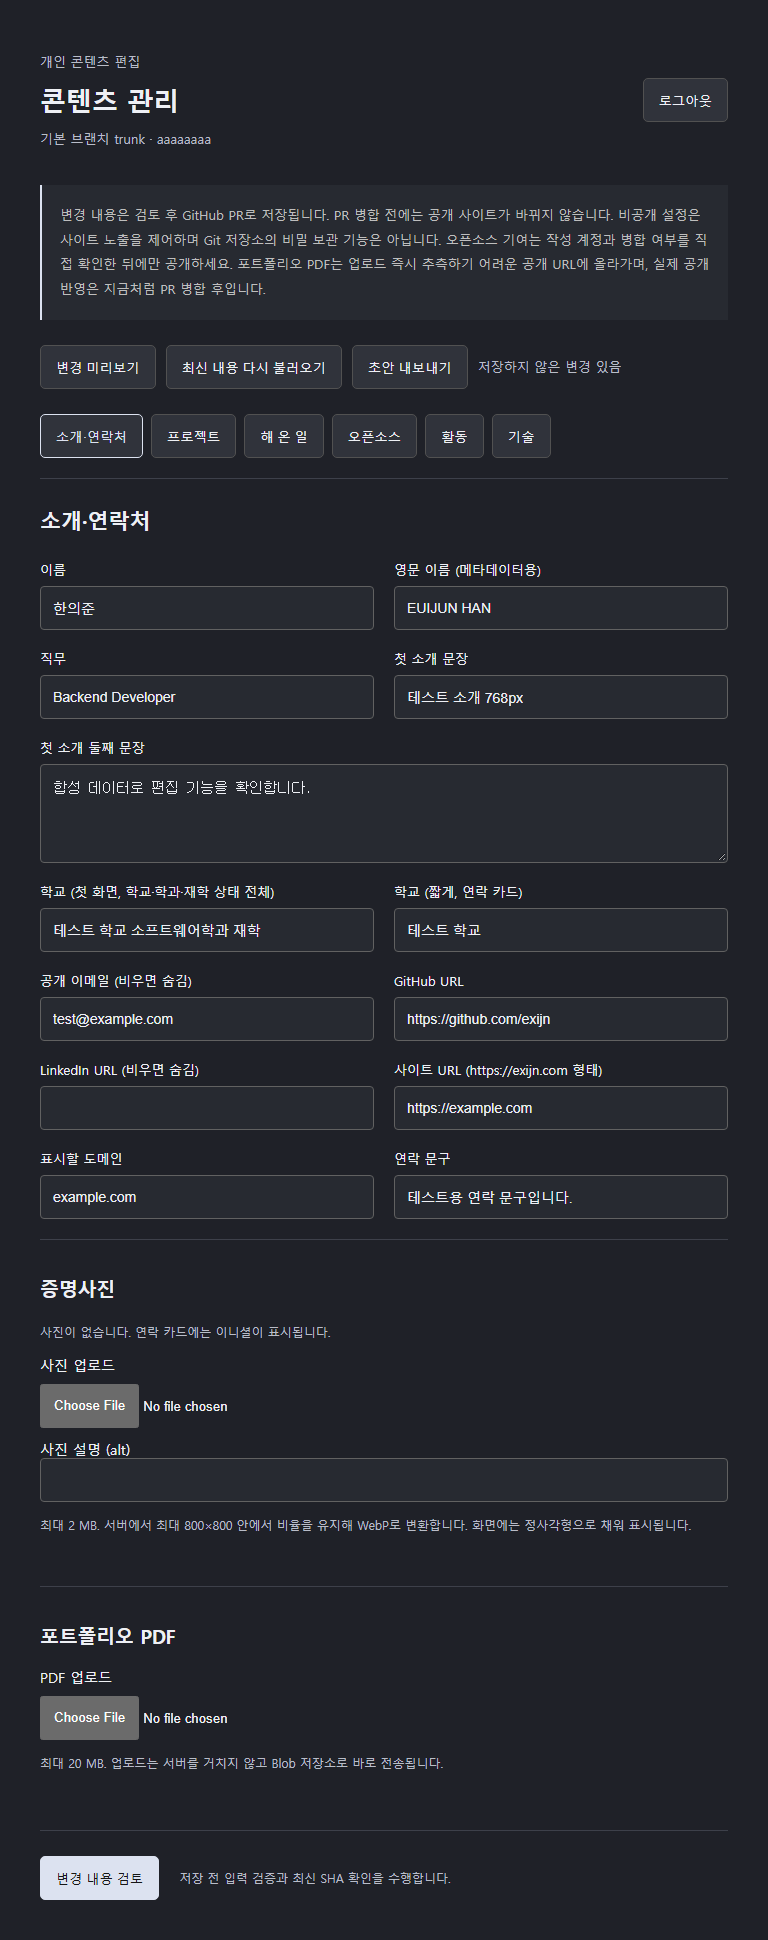 개인 콘텐츠 편집
콘텐츠 관리
로그아웃
기본 브랜치 trunk · aaaaaaaa
변경 내용은 검토 후 GitHub PR로 저장됩니다. PR 병합 전에는 공개 사이트가 바뀌지 않습니다. 비공개 설정은
사이트 노출을 제어하며 Git 저장소의 비밀 보관 기능은 아닙니다. 오픈소스 기여는 작성 계정과 병합 여부를 직
접 확인한 뒤에만 공개하세요. 포트폴리오 PDF는 업로드 즉시 추측하기 어려운 공개 URL에 올라가며, 실제 공개
반영은 지금처럼 PR 병합 후입니다.
변경 미리보기 최신 내용 다시 불러오기 초안 내보내기 저장하지 않은 변경 있음
소개·연락처 프로젝트 해 온 일 오픈소스 활동 기술
소개·연락처
이름 영문 이름 (메타데이터용)
한의준 EUIJUN HAN
직무 첫 소개 문장
Backend Developer 테스트 소개 768px
첫 소개 둘째 문장
합성 데이터로 편집 기능을 확인합니다.
학교 (첫 화면, 학교·학과·재학 상태 전체) 학교 (짧게, 연락 카드)
테스트 학교 소프트웨어학과 재학 테스트 학교
공개 이메일 (비우면 숨김) GitHub URL
test@example.com https://github.com/exijn
LinkedIn URL (비우면 숨김) 사이트 URL (https://exijn.com 형태)
https://example.com
표시할 도메인 연락 문구
example.com 테스트용 연락 문구입니다.
증명사진
사진이 없습니다. 연락 카드에는 이니셜이 표시됩니다.
사진 업로드
Choose File No file chosen
사진 설명 (alt)
최대 2 MB. 서버에서 최대 800×800 안에서 비율을 유지해 WebP로 변환합니다. 화면에는 정사각형으로 채워 표시됩니다.
포트폴리오 PDF
PDF 업로드
Choose File No file chosen
최대 20 MB. 업로드는 서버를 거치지 않고 Blob 저장소로 바로 전송됩니다.
변경 내용 검토 저장 전 입력 검증과 최신 SHA 확인을 수행합니다.